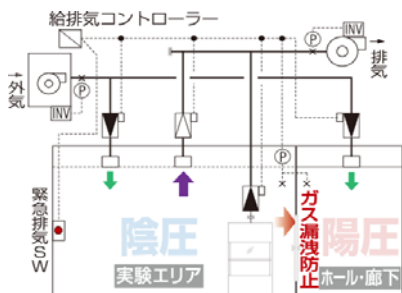 給排気コントローラー
INV
P
排気
外気
P
INV
P
緊急排気SW
陰圧
実験エリア
ガス漏洩防止
陽圧
ホール・廊下